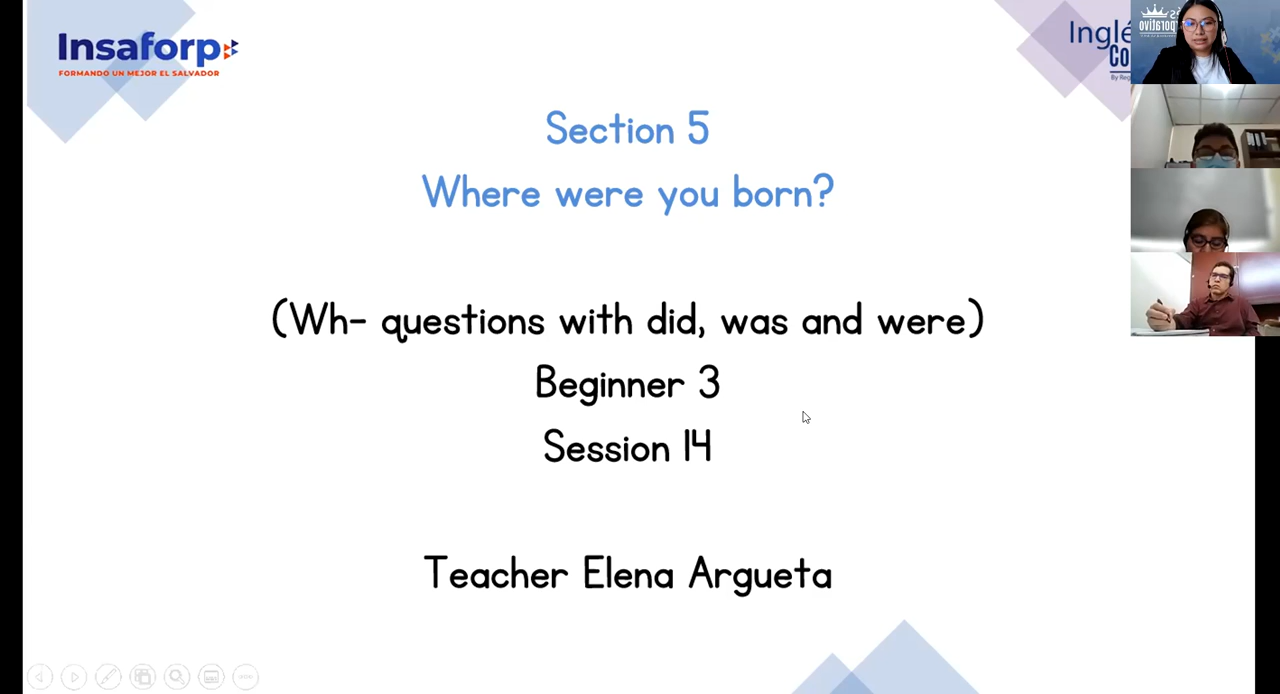 Insaforp
FORMANDO UN MEJOR EL SALVADOR
Section 5
Where were you born?
(Wh- questions with did, was and were)
Beginner 3
Session 14
Teacher Elena Argueta